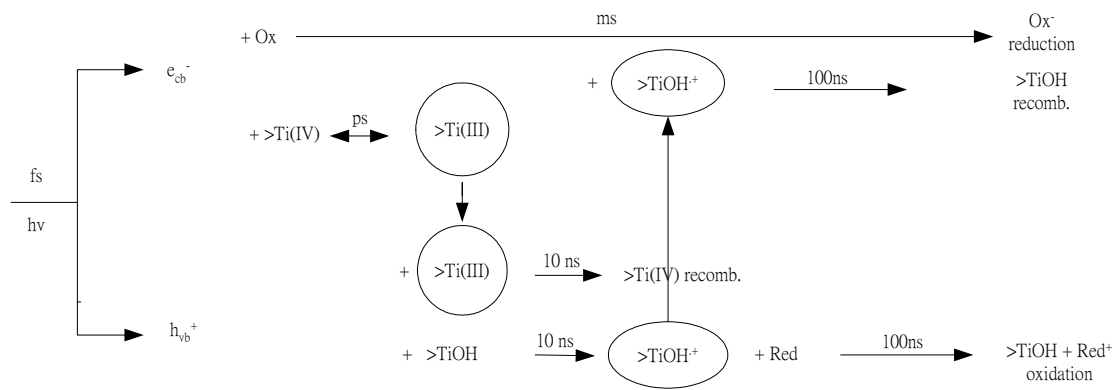 ms
+ Ox
Ox⁻
reduction
e_cb⁻
+
>TiOH·⁺
100ns
>TiOH
recomb.
+ >Ti(IV)
ps
>Ti(III)
fs
hv
+
>Ti(III)
10 ns
>Ti(IV) recomb.
h_vb⁺
+
>TiOH
10 ns
>TiOH·⁺
+ Red
100ns
>TiOH + Red⁺
oxidation